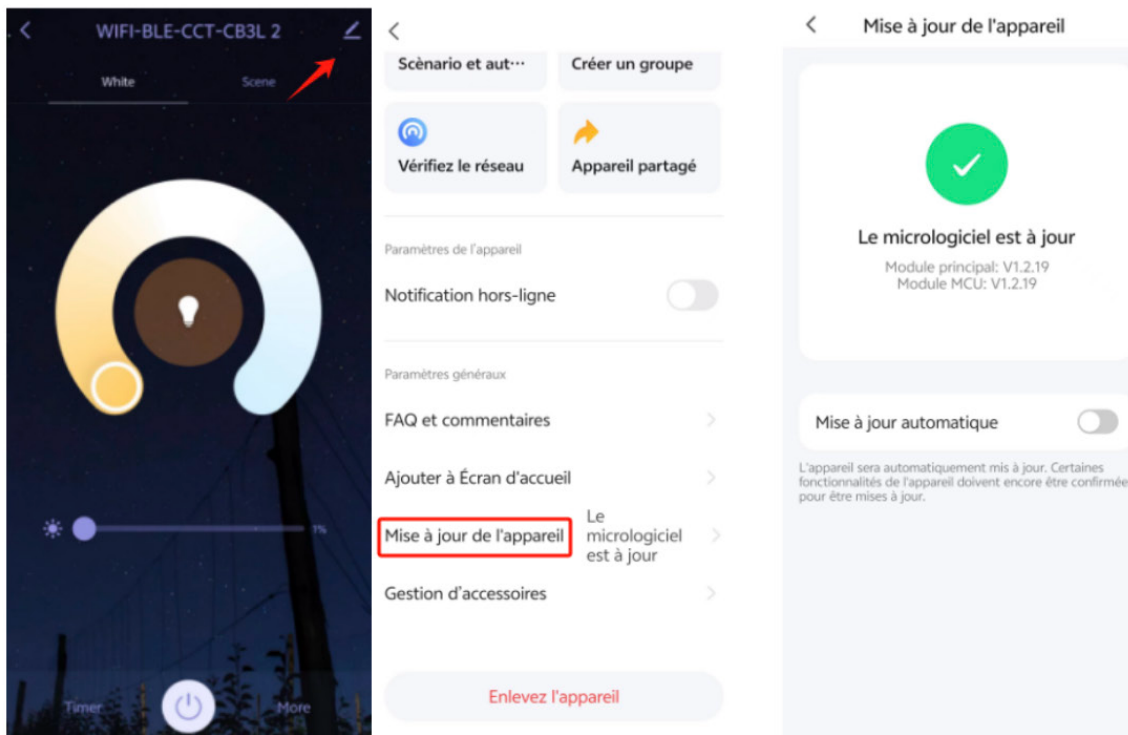 WIFI-BLE-CCT-CB3L 2
White
Scene
1%
Timer
More
Scènario et aut···
Créer un groupe
Vérifiez le réseau
Appareil partagé
Paramètres de l'appareil
Notification hors-ligne
Paramètres généraux
FAQ et commentaires
Ajouter à Écran d'accueil
Mise à jour de l'appareil
Le
micrologiciel
est à jour
Gestion d'accessoires
Enlevez l'appareil
Mise à jour de l'appareil
Le micrologiciel est à jour
Module principal: V1.2.19
Module MCU: V1.2.19
Mise à jour automatique
L'appareil sera automatiquement mis à jour. Certaines
fonctionnalités de l'appareil doivent encore être confirmée
pour être mises à jour.